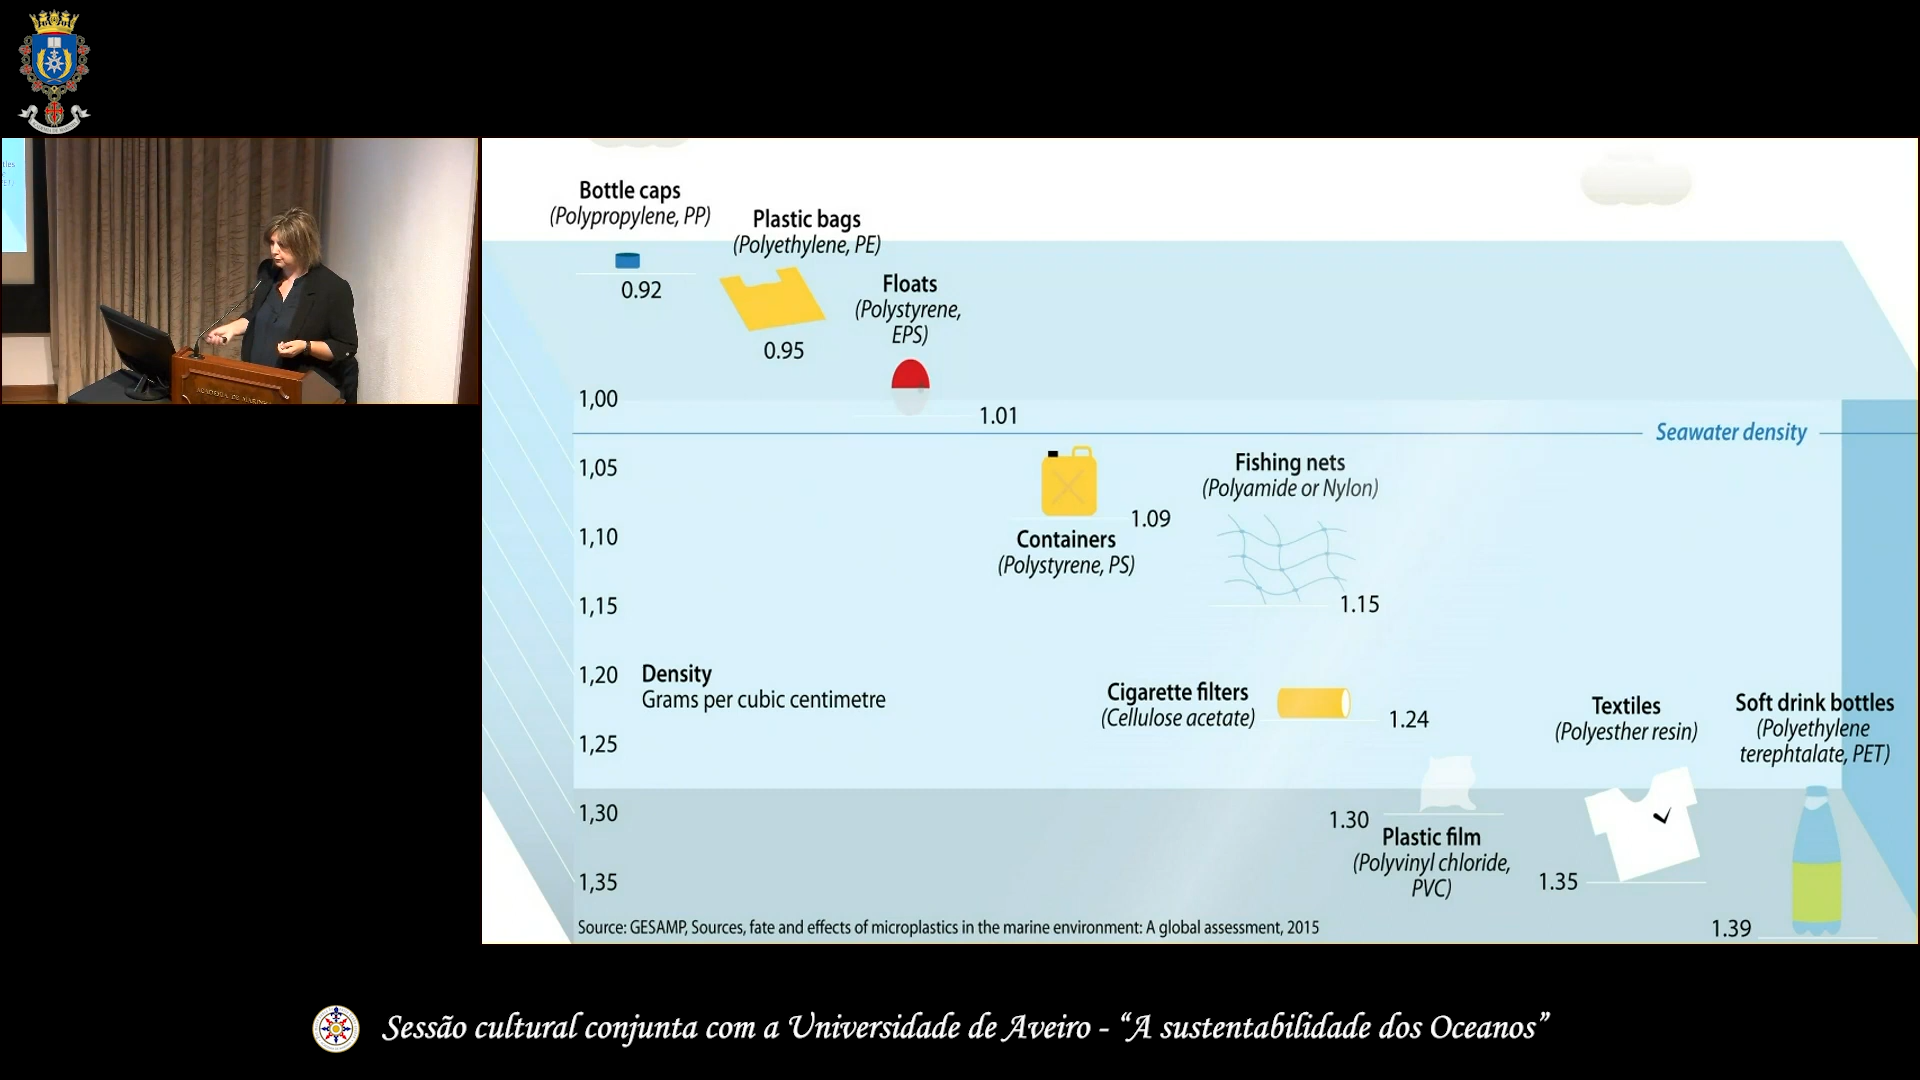 Bottle caps
(Polypropylene, PP)
0.92
Plastic bags
(Polyethylene, PE)
0.95
Floats
(Polystyrene,
EPS)
1.01
1,00
Seawater density
1,05
1,10
1,15
1,20
1,25
1,30
1,35
Containers
(Polystyrene, PS)
1.09
Fishing nets
(Polyamide or Nylon)
1.15
Density
Grams per cubic centimetre
Cigarette filters
(Cellulose acetate)
1.24
Plastic film
(Polyvinyl chloride,
PVC)
1.30
Textiles
(Polyesther resin)
1.35
Soft drink bottles
(Polyethylene
terephtalate, PET)
1.39
Source: GESAMP, Sources, fate and effects of microplastics in the marine environment: A global assessment, 2015
Sessão cultural conjunta com a Universidade de Aveiro - “A sustentabilidade dos Oceanos”